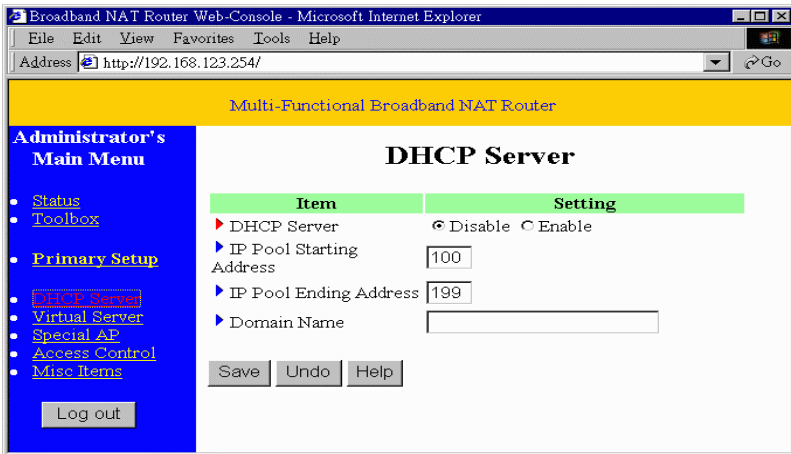 Broadband NAT Router Web-Console - Microsoft Internet Explorer
File Edit View Favorites Tools Help
Address http://192.168.123.254/ Go
Multi-Functional Broadband NAT Router
Administrator's
Main Menu
Status
Toolbox
Primary Setup
DHCP Server
Virtual Server
Special AP
Access Control
Misc Items
Log out
DHCP Server
Item Setting
DHCP Server Disable Enable
IP Pool Starting
Address 100
IP Pool Ending Address 199
Domain Name
Save Undo Help